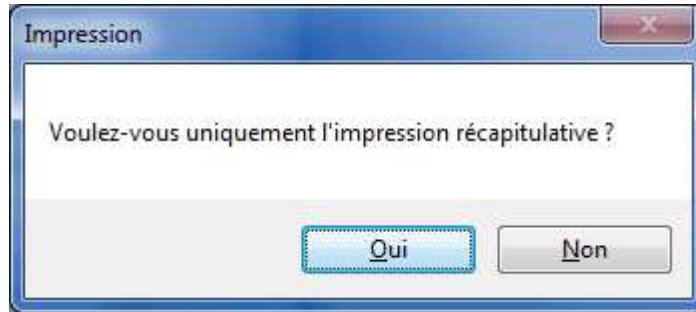 Impression
Voulez-vous uniquement l'impression récapitulative ?
Oui
Non